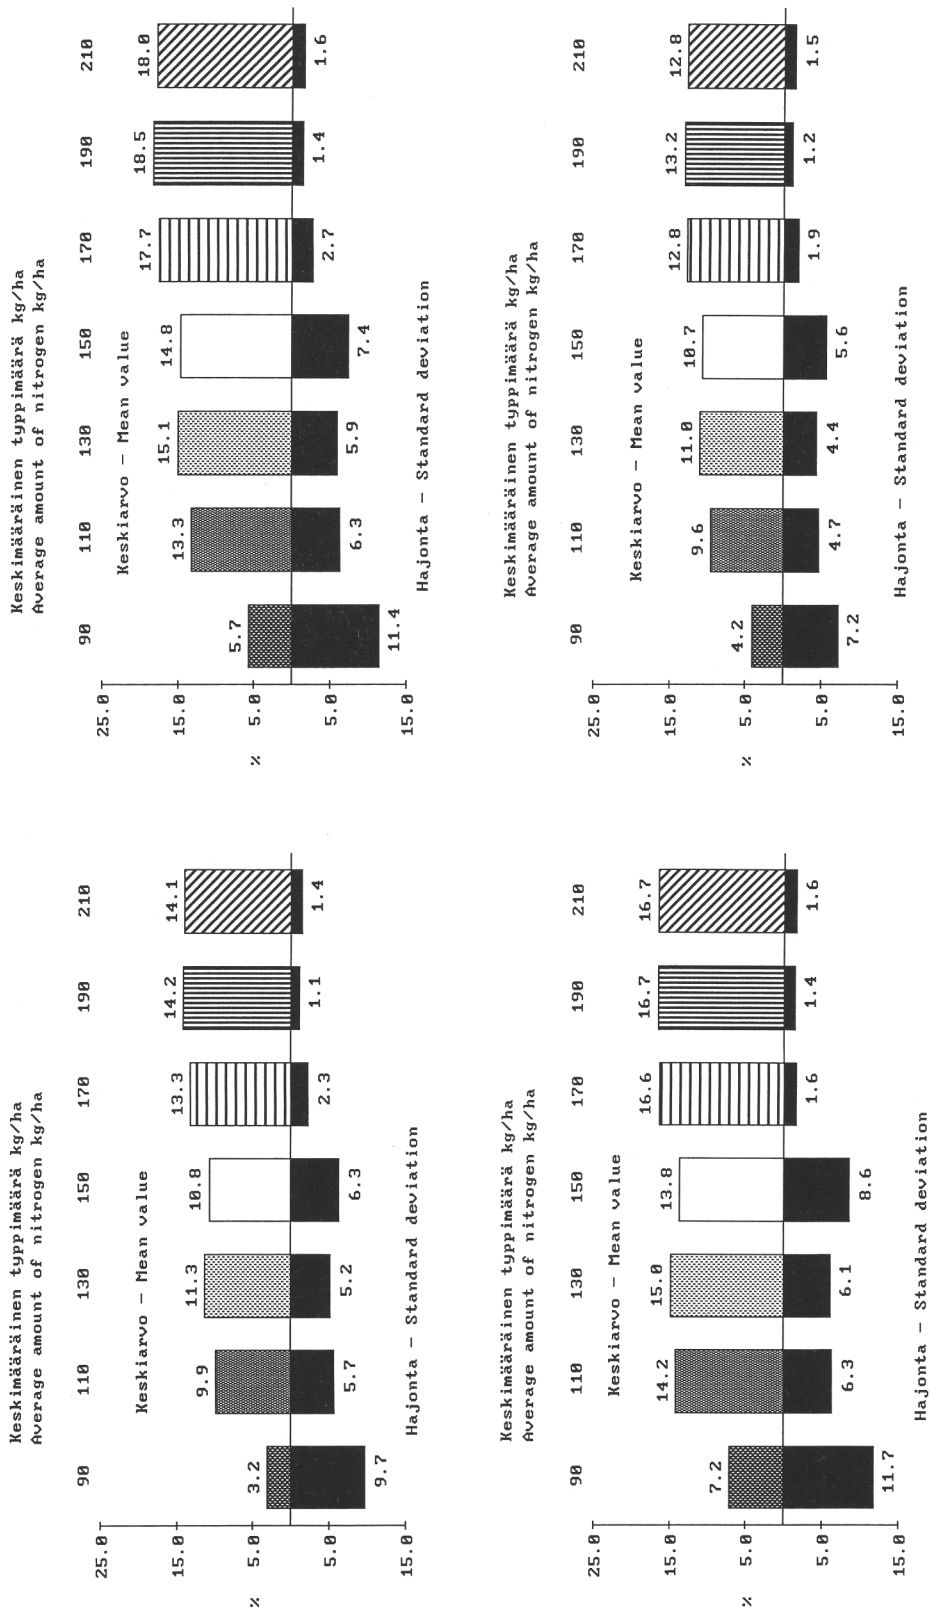 Keskimääräinen typpimäärä kg/ha
Average amount of nitrogen kg/ha
90 110 130 150 170 190 210
25.0
Keskiarvo – Mean value
15.0
3.2 9.9 11.3 10.8 13.3 14.2 14.1
% 5.0
5.0
9.7 5.7 5.2 6.3 2.3 1.1 1.4
15.0
Hajonta – Standard deviation
Keskimääräinen typpimäärä kg/ha
Average amount of nitrogen kg/ha
90 110 130 150 170 190 210
25.0
Keskiarvo – Mean value
15.0
5.7 13.3 15.1 14.8 17.7 18.5 18.0
% 5.0
5.0
11.4 6.3 5.9 7.4 2.7 1.4 1.6
15.0
Hajonta – Standard deviation
Keskimääräinen typpimäärä kg/ha
Average amount of nitrogen kg/ha
90 110 130 150 170 190 210
25.0
Keskiarvo – Mean value
15.0
7.2 14.2 15.0 13.8 16.6 16.7 16.7
% 5.0
5.0
11.7 6.3 6.1 8.6 1.6 1.4 1.6
15.0
Hajonta – Standard deviation
Keskimääräinen typpimäärä kg/ha
Average amount of nitrogen kg/ha
90 110 130 150 170 190 210
25.0
Keskiarvo – Mean value
15.0
4.2 9.6 11.0 10.7 12.8 13.2 12.8
% 5.0
5.0
7.2 4.7 4.4 5.6 1.9 1.2 1.5
15.0
Hajonta – Standard deviation